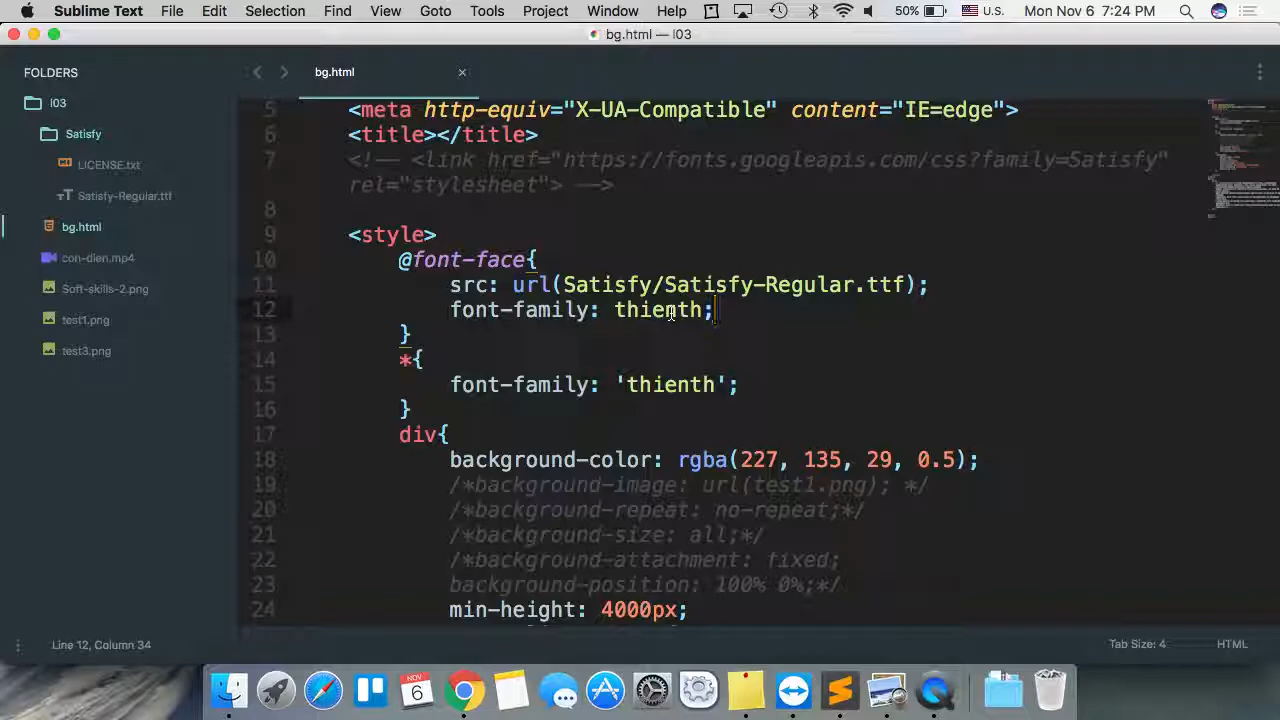 Sublime Text File Edit Selection Find View Goto Tools Project Window Help 50% U.S. Mon Nov 6 7:24 PM
bg.html — l03
FOLDERS
l03
Satisfy
LICENSE.txt
Satisfy-Regular.ttf
bg.html
con-dien.mp4
Soft-skills-2.png
test1.png
test3.png
bg.html
5 <meta http-equiv="X-UA-Compatible" content="IE=edge">
6 <title></title>
7 <!-- <link href="https://fonts.googleapis.com/css?family=Satisfy"
rel="stylesheet"> -->
8
9 <style>
10 @font-face{
11 src: url(Satisfy/Satisfy-Regular.ttf);
12 font-family: thienth;
13 }
14 *{
15 font-family: 'thienth';
16 }
17 div{
18 background-color: rgba(227, 135, 29, 0.5);
19 /*background-image: url(test1.png); */
20 /*background-repeat: no-repeat;*/
21 /*background-size: all;*/
22 /*background-attachment: fixed;
23 background-position: 100% 0%;*/
24 min-height: 4000px;
Line 12, Column 34 Tab Size: 4 HTML
NOV
6